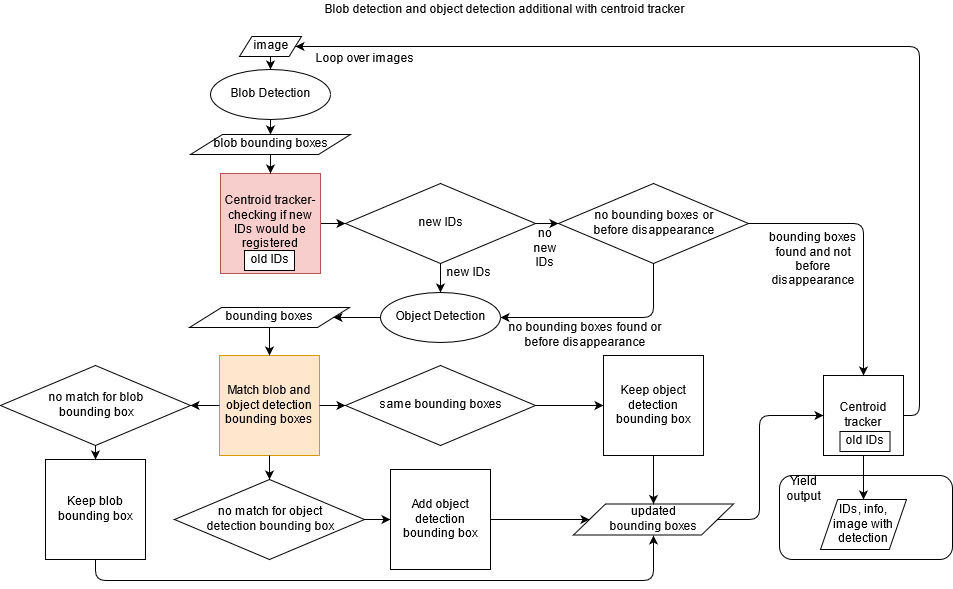 Blob detection and object detection additional with centroid tracker
image
Loop over images
Blob Detection
blob bounding boxes
Centroid tracker-
checking if new
IDs would be
registered
old IDs
new IDs
no
new
IDs
no bounding boxes or
before disappearance
bounding boxes
found and not
before
disappearance
new IDs
bounding boxes
Object Detection
no bounding boxes found or
before disappearance
no match for blob
bounding box
Match blob and
object detection
bounding boxes
same bounding boxes
Keep object
detection
bounding box
Centroid
tracker
old IDs
Keep blob
bounding box
no match for object
detection bounding box
Add object
detection
bounding box
updated
bounding boxes
Yield
output
IDs, info,
image with
detection